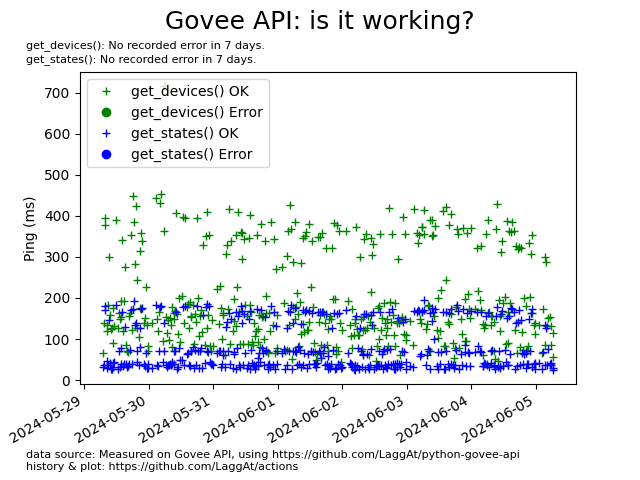 Govee API: is it working?
get_devices(): No recorded error in 7 days.
get_states(): No recorded error in 7 days.
get_devices() OK
get_devices() Error
get_states() OK
get_states() Error
Ping (ms)
700
600
500
400
300
200
100
0
2024-05-29
2024-05-30
2024-05-31
2024-06-01
2024-06-02
2024-06-03
2024-06-04
2024-06-05
data source: Measured on Govee API, using https://github.com/LaggAt/python-govee-api
history & plot: https://github.com/LaggAt/actions